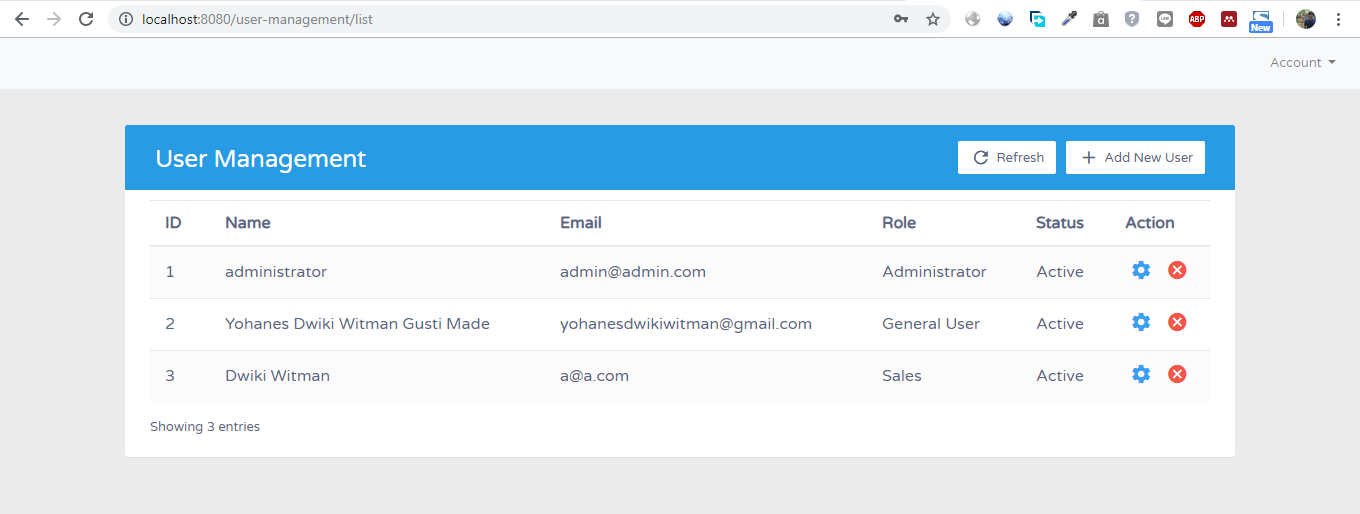 localhost:8080/user-management/list
ABP
New
Account
User Management
Refresh
Add New User
ID Name Email Role Status Action
1 administrator admin@admin.com Administrator Active
2 Yohanes Dwiki Witman Gusti Made yohanesdwikiwitman@gmail.com General User Active
3 Dwiki Witman a@a.com Sales Active
Showing 3 entries